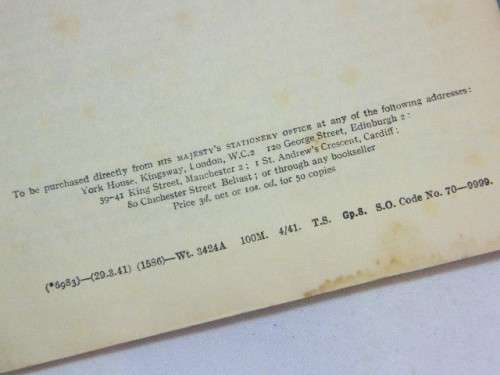 To be purchased directly from HIS MAJESTY'S STATIONERY OFFICE at any of the following addresses:
York House, Kingsway, London, W.C.2 120 George Street, Edinburgh 2:
39-41 King Street, Manchester 2; 1 St. Andrew's Crescent, Cardiff:
80 Chichester Street Belfast; or through any bookseller
Price 3d. net or 10s. od. for 50 copies
(*6983)—(29.3.41) (1586)—Wt. 3424A 100M. 4/41. T.S. Gp.8. S.O. Code No. 70—9999.